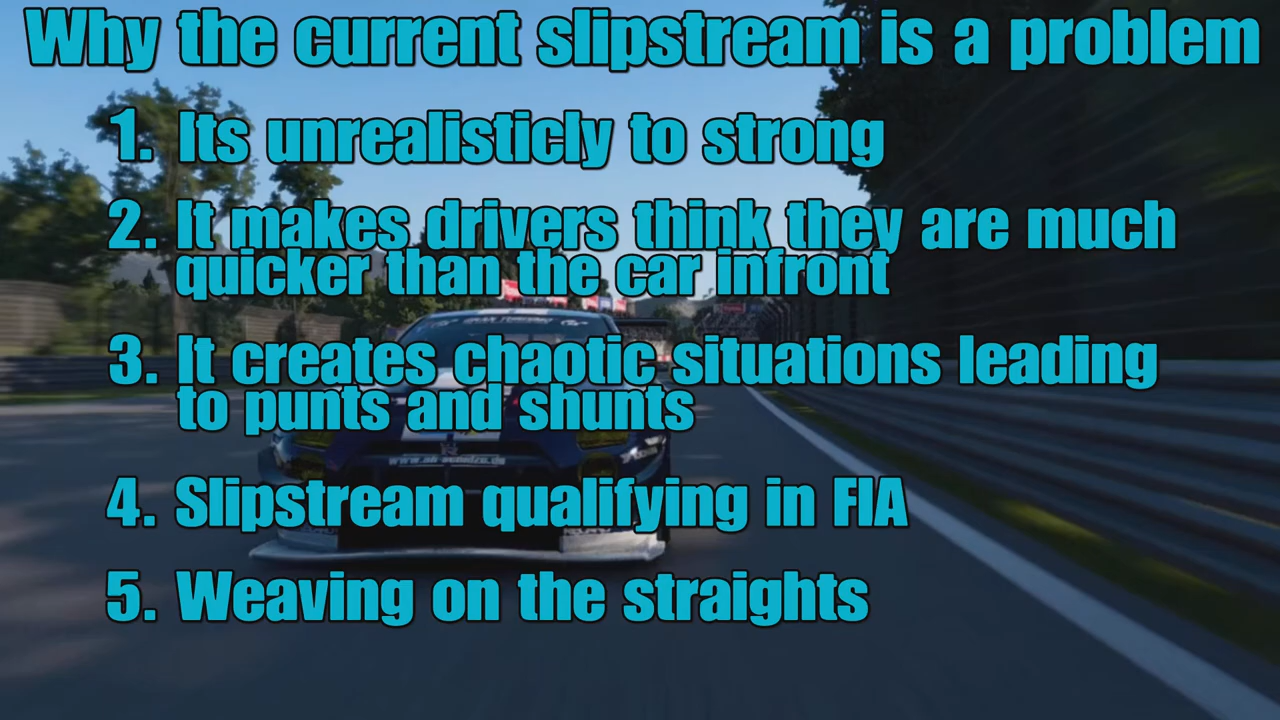 Why the current slipstream is a problem
1. Its unrealisticly to strong
2. It makes drivers think they are much
quicker than the car infront
3. It creates chaotic situations leading
to punts and shunts
4. Slipstream qualifying in FIA
5. Weaving on the straights